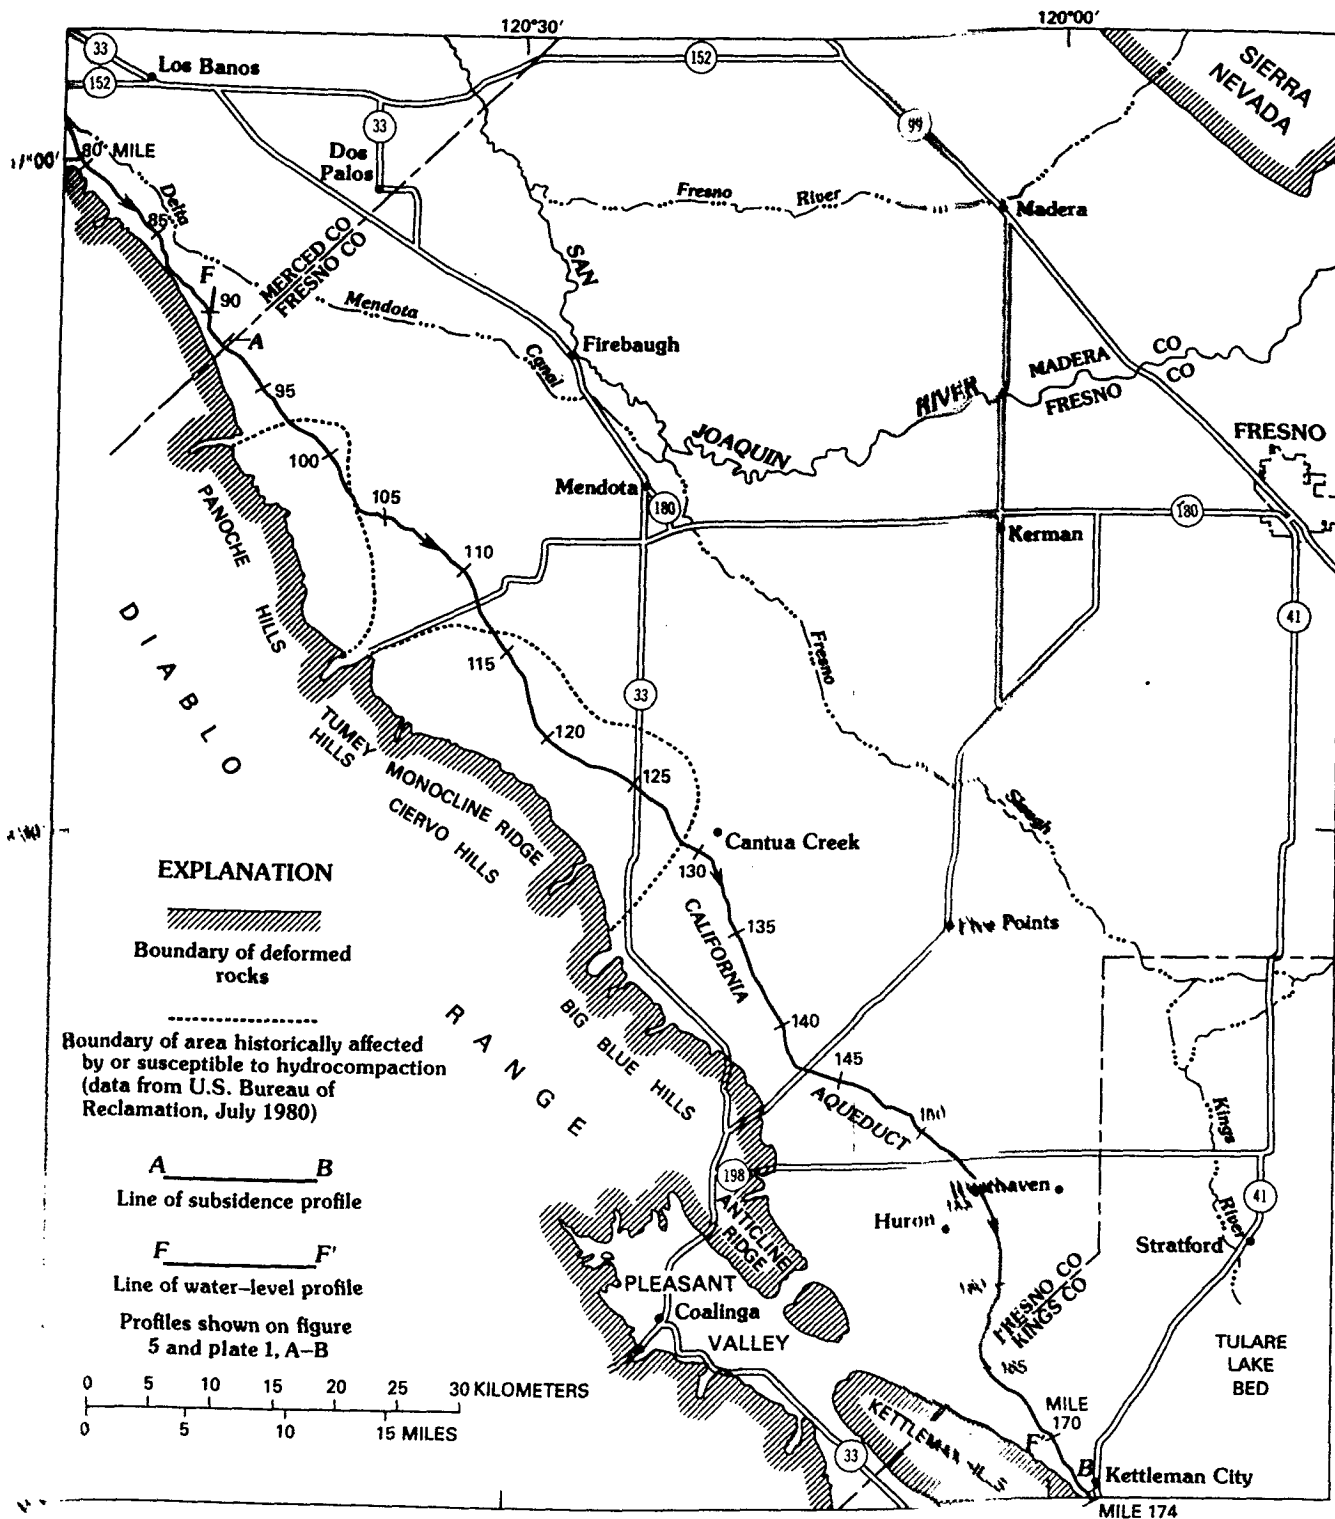 120°30'
120°00'
33
Los Banos
152
152
SIERRA
NEVADA
33
99
80 MILE
Dos
Palos
Delta
Fresno
River
Madera
85
MERCED CO
FRESNO CO
SAN
F
90
Mendota
A
Canal
Firebaugh
MADERA CO
FRESNO CO
95
RIVER
JOAQUIN
FRESNO
100
PANOCHE
HILLS
105
Mendota
180
180
Kerman
110
DIABLO
41
Fresno
115
33
TUMEY
HILLS
120
MONOCLINE RIDGE
CIERVO HILLS
125
Slough
Cantua Creek
130
EXPLANATION
CALIFORNIA
135
Points
Boundary of deformed
rocks
RANGE
BIG BLUE HILLS
140
Boundary of area historically affected
by or susceptible to hydrocompaction
(data from U.S. Bureau of
Reclamation, July 1980)
145
AQUEDUCT
Kings
River
A B
Line of subsidence profile
198
41
Huron
ANTICLINE
RIDGE
Stratford
F F'
Line of water–level profile
PLEASANT
VALLEY
Coalinga
FRESNO CO
KINGS CO
Profiles shown on figure
5 and plate 1, A–B
TULARE
LAKE
BED
165
0 5 10 15 20 25 30 KILOMETERS
0 5 10 15 MILES
MILE
170
KETTLEMAN
F'
33
B
Kettleman City
MILE 174